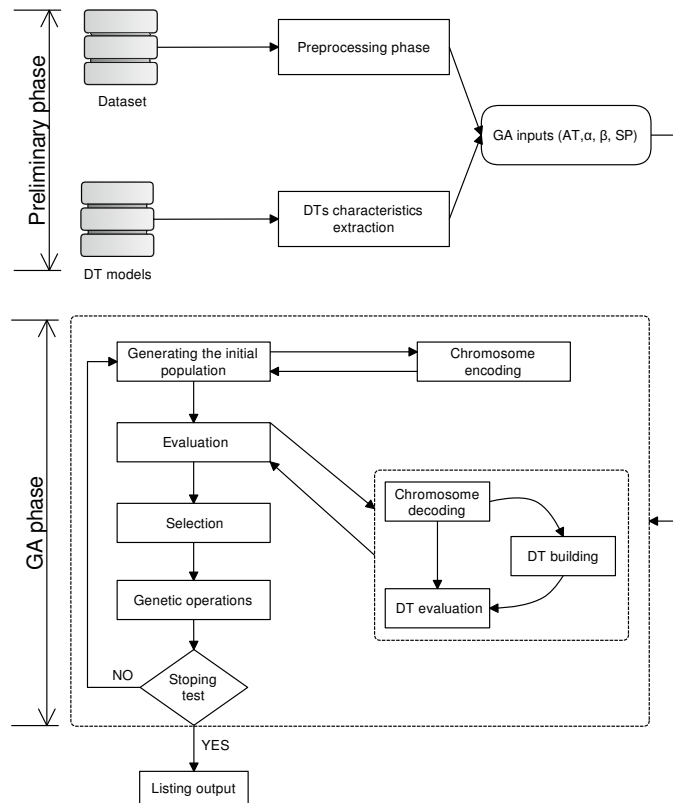 Preliminary phase
Dataset
Preprocessing phase
GA inputs (AT,α, β, SP)
DT models
DTs characteristics
extraction
GA phase
Generating the initial
population
Chromosome
encoding
Evaluation
Selection
Genetic operations
Stoping
test
NO
YES
Listing output
Chromosome
decoding
DT building
DT evaluation